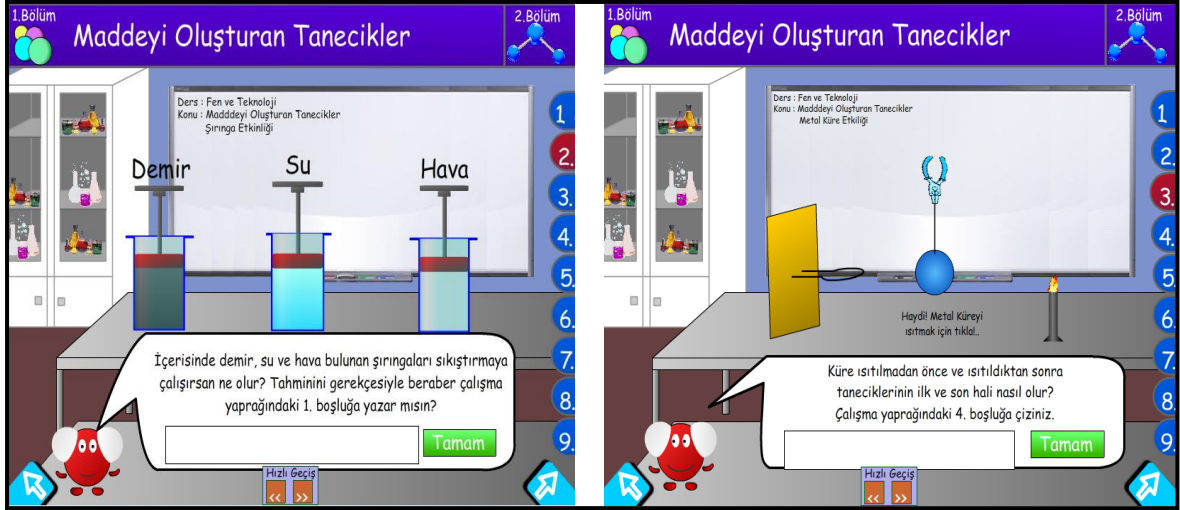 1.Bölüm
Maddeyi Oluşturan Tanecikler
2.Bölüm
Ders : Fen ve Teknoloji
Konu : Madddeyi Oluşturan Tanecikler
Şırınga Etkinliği
Demir
Su
Hava
1
2.
3.
4.
5.
6.
7.
8.
9.
İçerisinde demir, su ve hava bulunan şırıngaları sıkıştırmaya
çalışırsan ne olur? Tahminini gerekçesiyle beraber çalışma
yaprağındaki 1. boşluğa yazar mısın?
Tamam
Hızlı Geçiş
<< >>
1.Bölüm
Maddeyi Oluşturan Tanecikler
2.Bölüm
Ders : Fen ve Teknoloji
Konu : Madddeyi Oluşturan Tanecikler
Metal Küre Etkiliği
1
2.
3.
4.
5.
6.
7.
8.
9.
Haydi! Metal Küreyi
ısıtmak için tıkla!..
Küre ısıtılmadan önce ve ısıtıldıktan sonra
taneciklerinin ilk ve son hali nasıl olur?
Çalışma yaprağındaki 4. boşluğa çiziniz.
Tamam
Hızlı Geçiş
<< >>